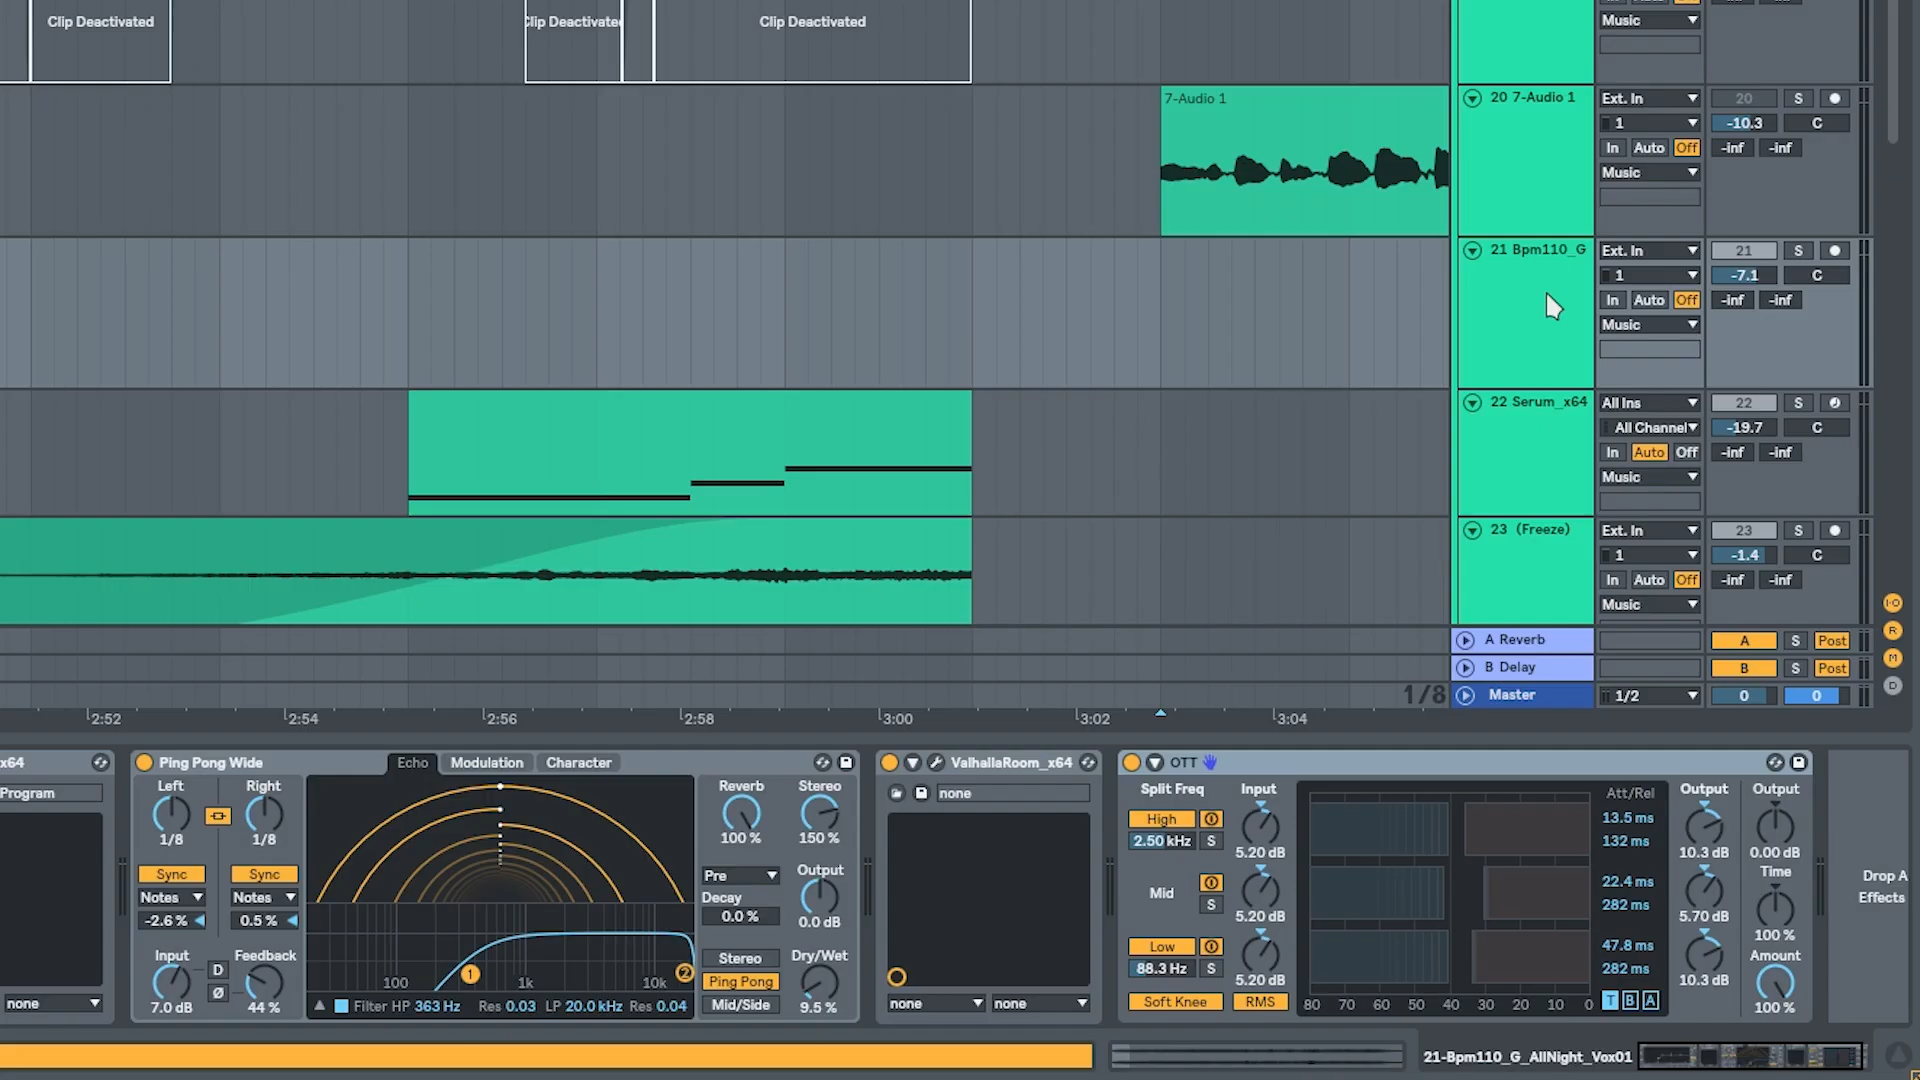 Clip Deactivated
Clip Deactivated
Clip Deactivated
Music
7-Audio 1
20 7-Audio 1
Ext. In
20
S
1
-10.3
C
In Auto Off
-inf -inf
Music
21 Bpm110_G
Ext. In
21
S
1
-7.1
C
In Auto Off
-inf -inf
Music
22 Serum_x64
All Ins
22
S
All Channel
-19.7
C
In Auto Off
-inf -inf
Music
23 (Freeze)
Ext. In
23
S
1
-1.4
C
In Auto Off
-inf -inf
Music
I·O
R
M
D
A Reverb
A
S
Post
B Delay
B
S
Post
1/8
Master
1/2
0
0
2:52
2:54
2:56
2:58
3:00
3:02
3:04
x64
Program
none
Ping Pong Wide
Echo
Modulation
Character
Left
Right
1/8
1/8
Sync
Sync
Notes
Notes
-2.6 %
0.5 %
Input
D
Feedback
Ø
7.0 dB
44 %
100
1
1k
10k
2
Filter HP 363 Hz Res 0.03 LP 20.0 kHz Res 0.04
Reverb
Stereo
100 %
150 %
Pre
Output
Decay
0.0 %
0.0 dB
Stereo
Dry/Wet
Ping Pong
Mid/Side
9.5 %
ValhallaRoom_x64
none
none
none
OTT
Split Freq
Input
High
2.50 kHz
S
5.20 dB
Mid
S
5.20 dB
Low
88.3 Hz
S
5.20 dB
Soft Knee
RMS
80 70 60 50 40 30 20 10 0
Att/Rel
13.5 ms
132 ms
22.4 ms
282 ms
47.8 ms
282 ms
T B A
Output
10.3 dB
5.70 dB
10.3 dB
Output
0.00 dB
Time
100 %
Amount
100 %
Drop A
Effects
21-Bpm110_G_AllNight_Vox01